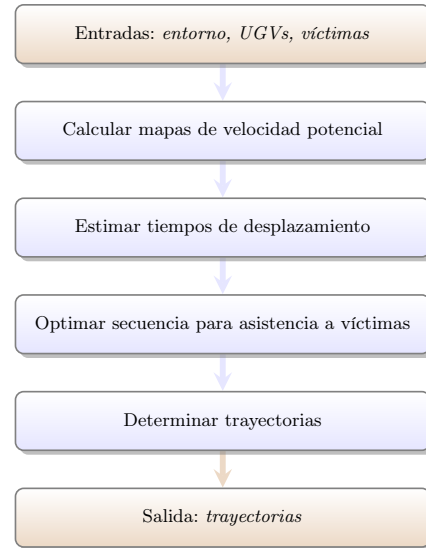 Entradas: entorno, UGVs, víctimas
Calcular mapas de velocidad potencial
Estimar tiempos de desplazamiento
Optimar secuencia para asistencia a víctimas
Determinar trayectorias
Salida: trayectorias